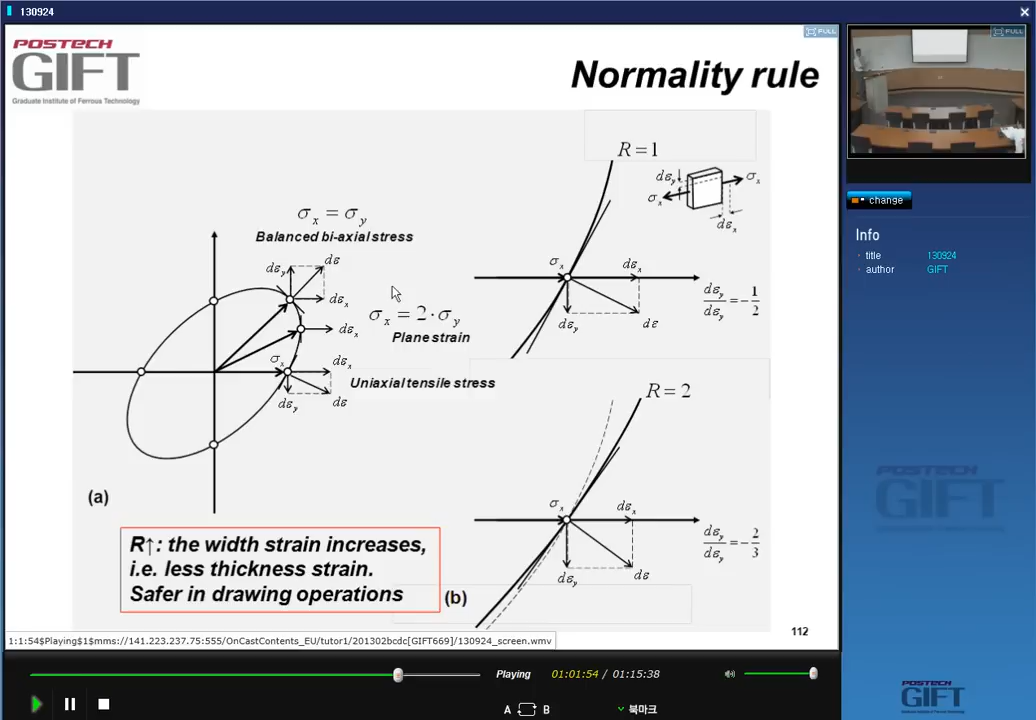 130924
POSTECH
GIFT
Graduate Institute of Ferrous Technology
FULL
Normality rule
σx = σy
Balanced bi-axial stress
dεy
dε
dεx
σx = 2·σy
Plane strain
dεx
σx
dεx
Uniaxial tensile stress
dεy
dε
(a)
R = 1
dεy
σx
σx
dεx
σx
dεx
dεy
dε
dεy/dεy = -1/2
R = 2
σx
dεx
dεy
dε
dεy/dεy = -2/3
(b)
R↑: the width strain increases,
i.e. less thickness strain.
Safer in drawing operations
112
1:1:54$Playing$1$mms://141.223.237.75:555/OnCastContents_EU/tutor1/201302bcdc[GIFT669]/130924_screen.wmv
Playing
01:01:54 / 01:15:38
A B
북마크
FULL
change
Info
title 130924
author GIFT
POSTECH
GIFT
POSTECH
GIFT